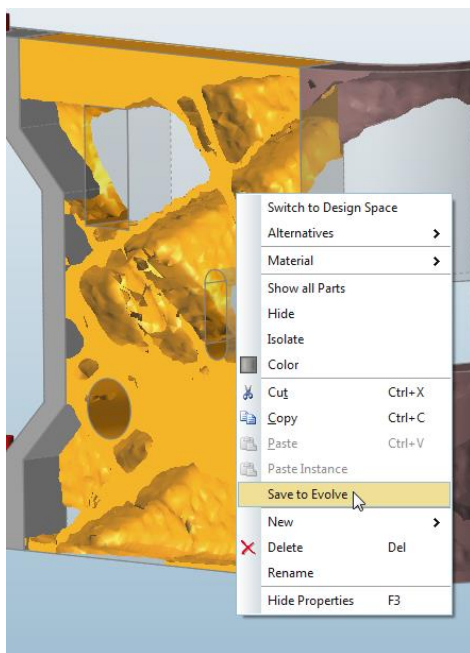 Switch to Design Space
Alternatives
Material
Show all Parts
Hide
Isolate
Color
Cut Ctrl+X
Copy Ctrl+C
Paste Ctrl+V
Paste Instance
Save to Evolve
New
Delete Del
Rename
Hide Properties F3